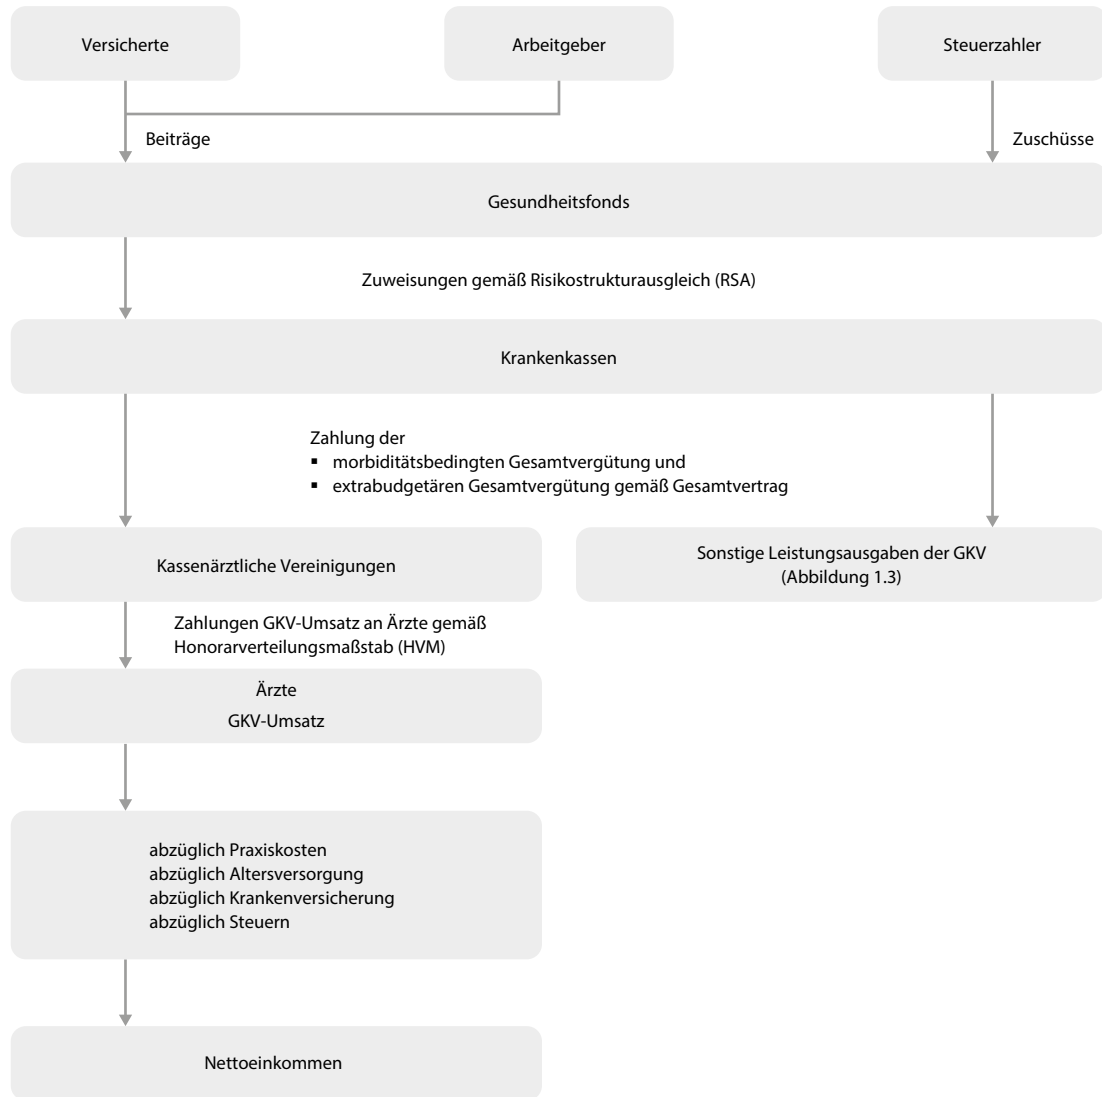 Versicherte
Arbeitgeber
Steuerzahler
Beiträge
Zuschüsse
Gesundheitsfonds
Zuweisungen gemäß Risikostrukturausgleich (RSA)
Krankenkassen
Zahlung der
▪ morbiditätsbedingten Gesamtvergütung und
▪ extrabudgetären Gesamtvergütung gemäß Gesamtvertrag
Kassenärztliche Vereinigungen
Sonstige Leistungsausgaben der GKV
(Abbildung 1.3)
Zahlungen GKV-Umsatz an Ärzte gemäß
Honorarverteilungsmaßstab (HVM)
Ärzte
GKV-Umsatz
abzüglich Praxiskosten
abzüglich Altersversorgung
abzüglich Krankenversicherung
abzüglich Steuern
Nettoeinkommen